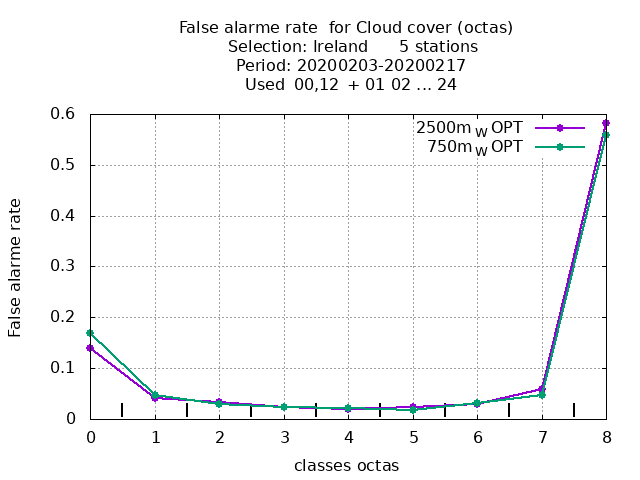 False alarme rate  for Cloud cover (octas)
Selection: Ireland      5 stations
Period: 20200203-20200217
Used  00,12  + 01 02 ... 24
2500m W OPT
750m W OPT
0.6
0.5
0.4
0.3
0.2
0.1
0
False alarme rate
0 1 2 3 4 5 6 7 8
classes octas